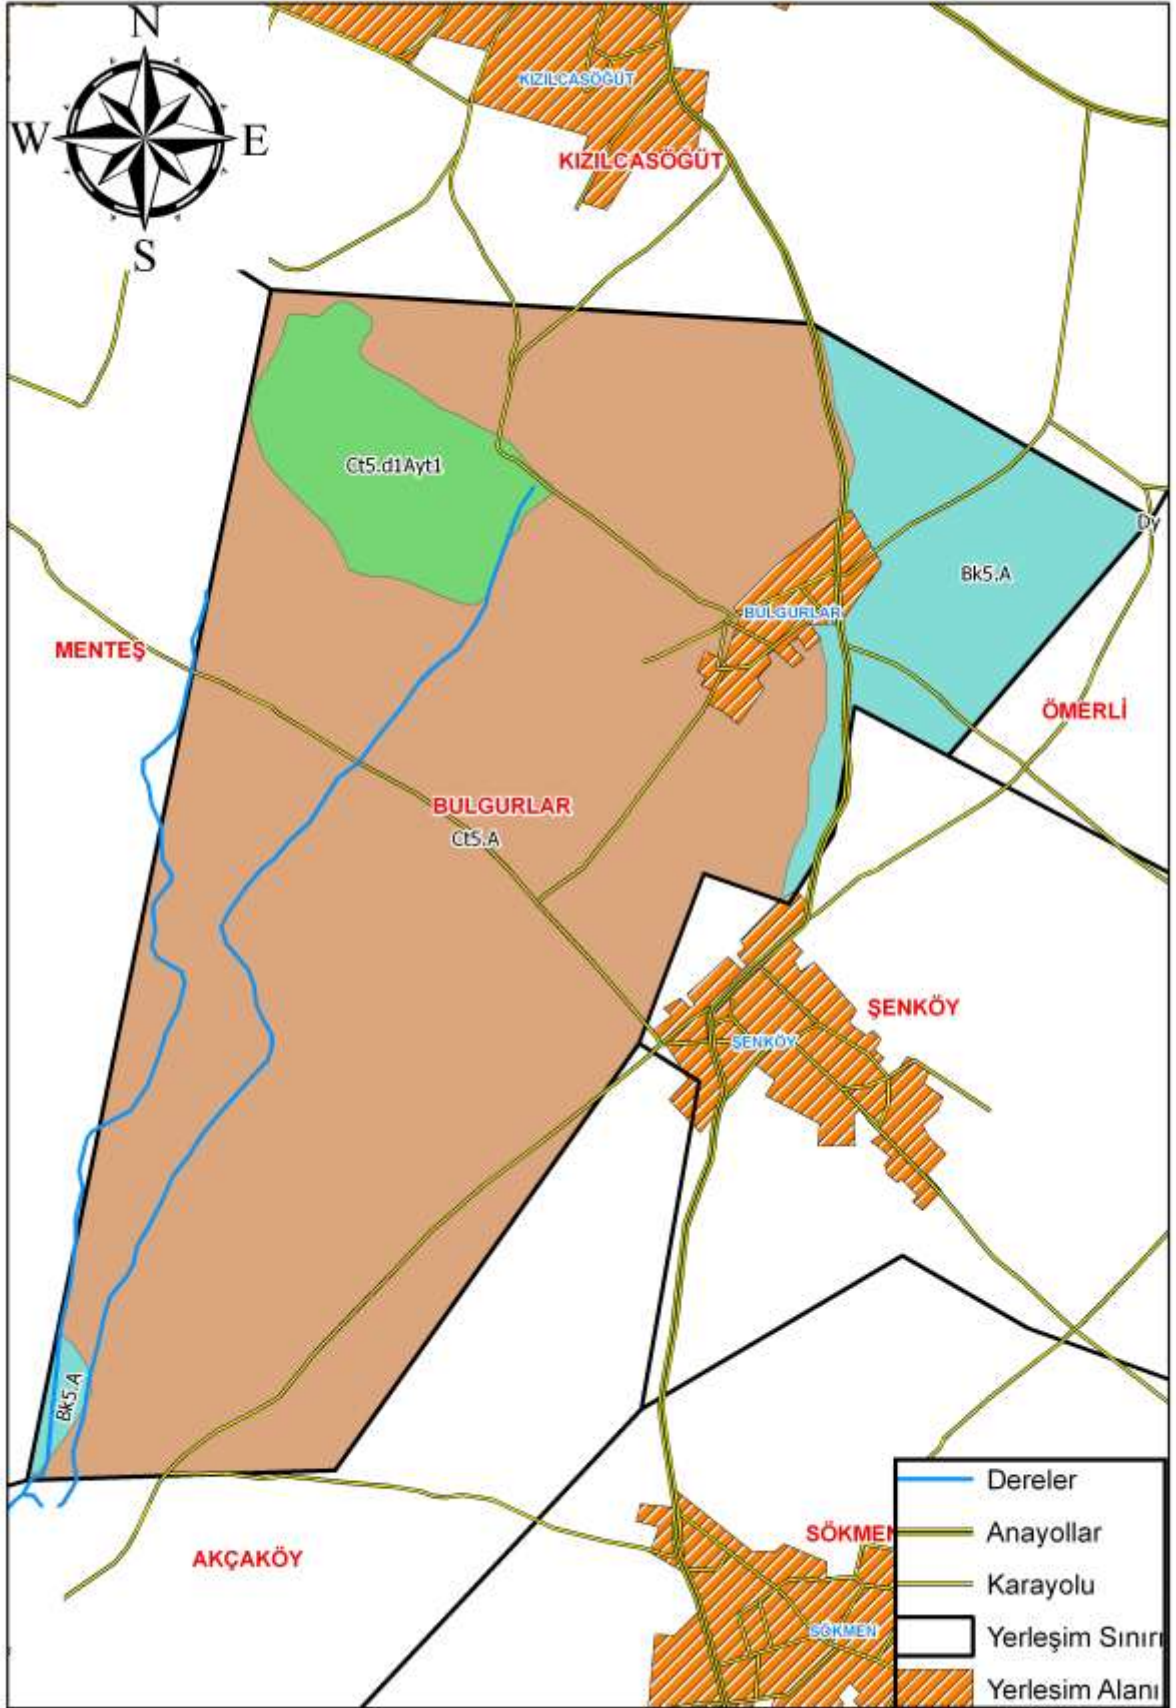 N
KIZILCASÖĞÜT
W
E
KIZILCASÖĞÜT
S
Ct5.d1Ayt1
Dy
Bk5.A
BULGURLAR
MENTEŞ
ÖMERLİ
BULGURLAR
Ct5.A
ŞENKÖY
ŞENKÖY
Bk5.A
Dereler
SÖKMEN
Anayollar
AKÇAKÖY
Karayolu
SÖKMEN
Yerleşim Sınırı
Yerleşim Alanı